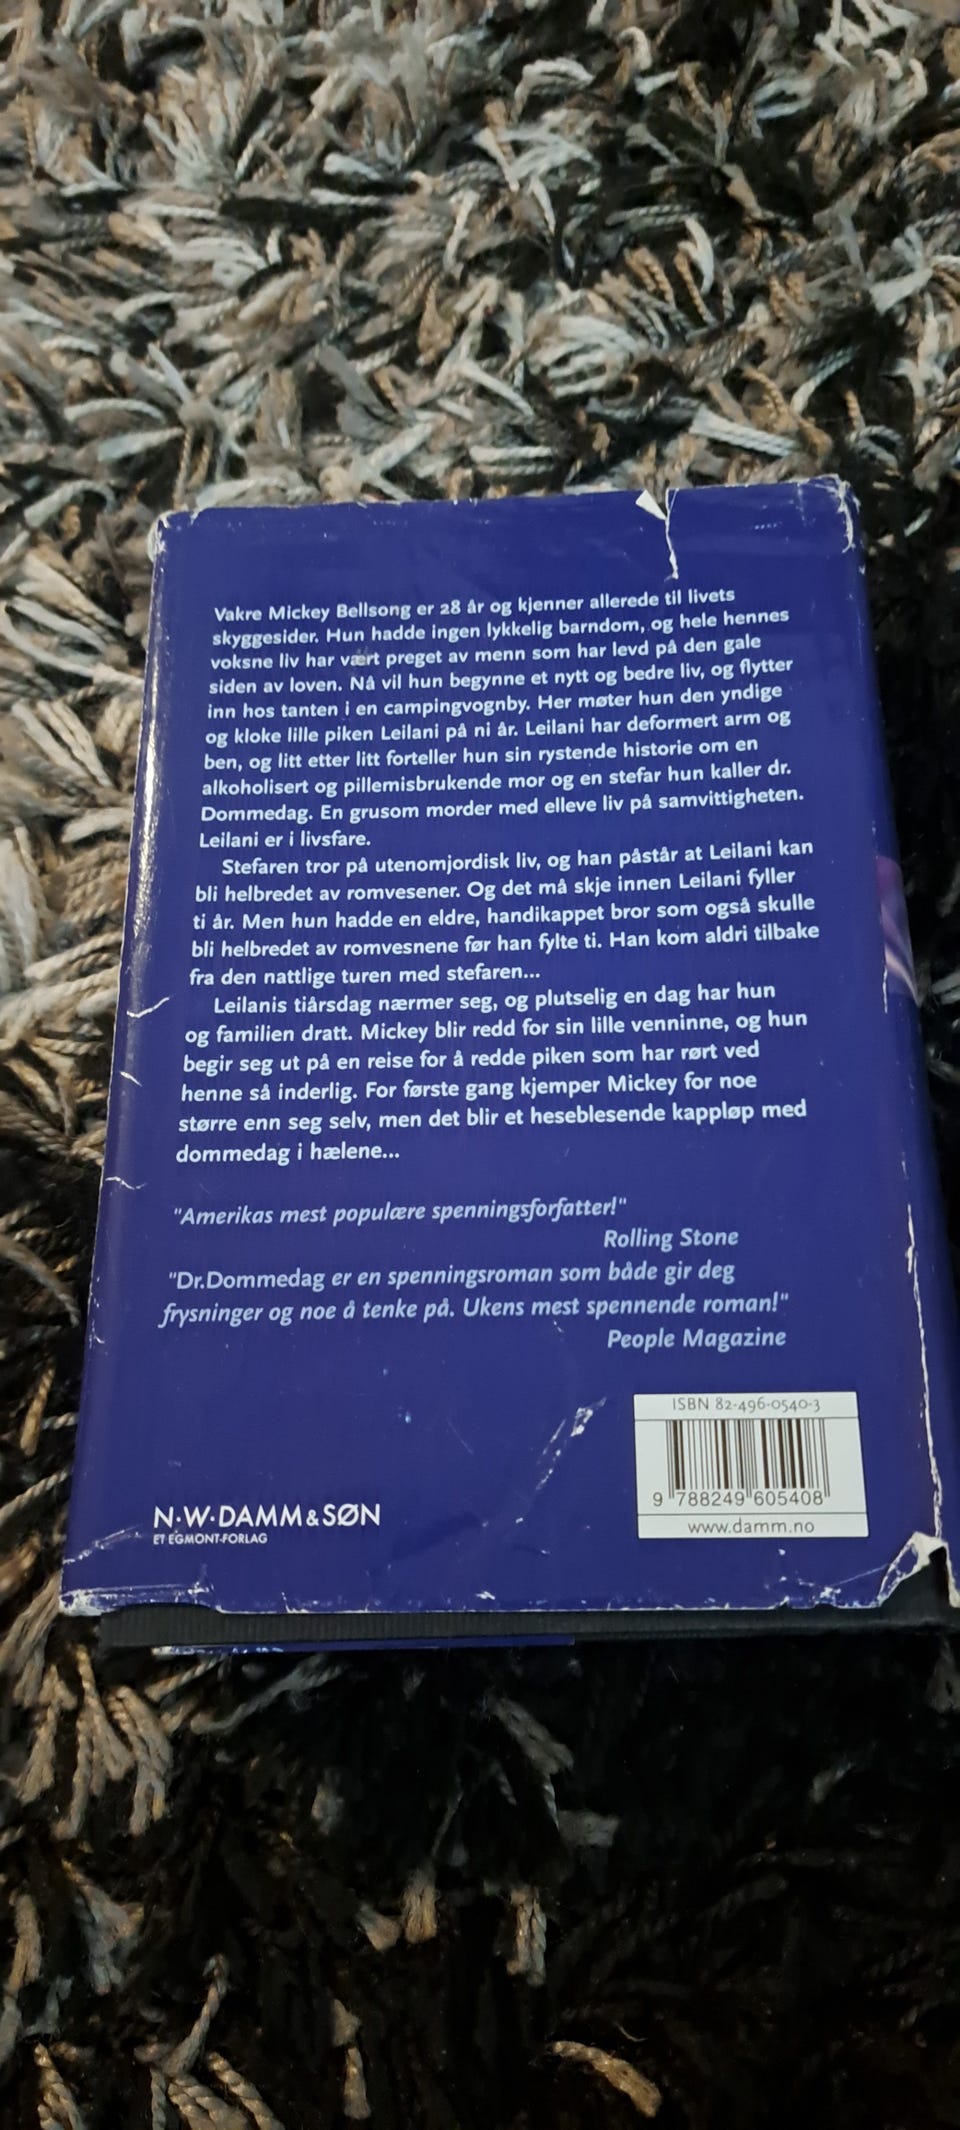 Vakre Mickey Bellsong er 28 år og kjenner allerede til livets
skyggesider. Hun hadde ingen lykkelig barndom, og hele hennes
voksne liv har vært preget av menn som har levd på den gale
siden av loven. Nå vil hun begynne et nytt og bedre liv, og flytter
inn hos tanten i en campingvognby. Her møter hun den yndige
og kloke lille piken Leilani på ni år. Leilani har deformert arm og
ben, og litt etter litt forteller hun sin rystende historie om en
alkoholisert og pillemisbrukende mor og en stefar hun kaller dr.
Dommedag. En grusom morder med elleve liv på samvittigheten.
Leilani er i livsfare.
Stefaren tror på utenomjordisk liv, og han påstår at Leilani kan
bli helbredet av romvesener. Og det må skje innen Leilani fyller
ti år. Men hun hadde en eldre, handikappet bror som også skulle
bli helbredet av romvesnene før han fylte ti. Han kom aldri tilbake
fra den nattlige turen med stefaren...
Leilanis tiårsdag nærmer seg, og plutselig en dag har hun
og familien dratt. Mickey blir redd for sin lille venninne, og hun
begir seg ut på en reise for å redde piken som har rørt ved
henne så inderlig. For første gang kjemper Mickey for noe
større enn seg selv, men det blir et heseblesende kappløp med
dommedag i hælene...
"Amerikas mest populære spenningsforfatter!"
Rolling Stone
"Dr.Dommedag er en spenningsroman som både gir deg
frysninger og noe å tenke på. Ukens mest spennende roman!"
People Magazine
ISBN 82-496-0540-3
9 788249 605408
www.damm.no
N·W·DAMM & SØN
ET EGMONT-FORLAG